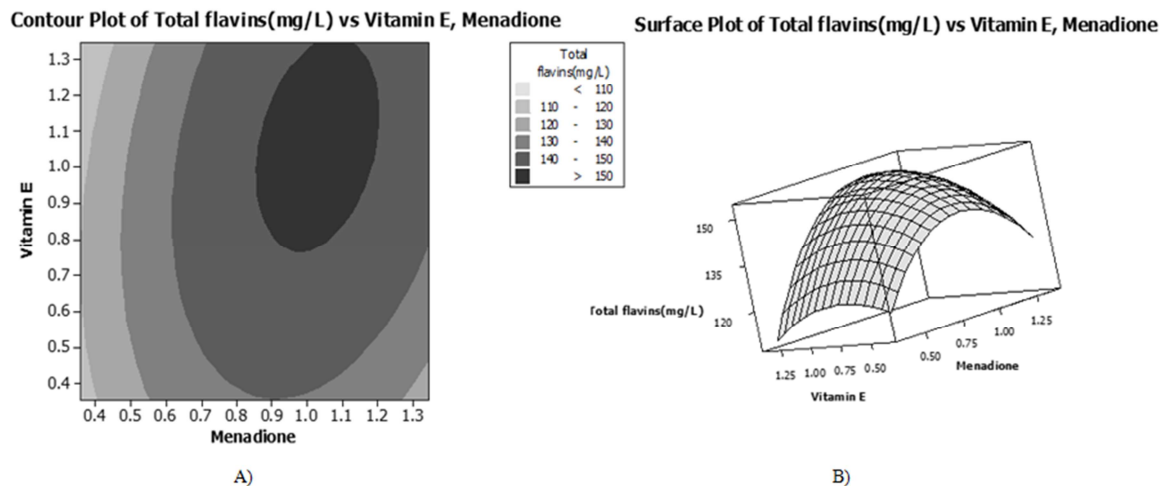 Contour Plot of Total flavins(mg/L) vs Vitamin E, Menadione
1.3
1.2
1.1
1.0
0.9
0.8
0.7
0.6
0.5
0.4
Vitamin E
0.4 0.5 0.6 0.7 0.8 0.9 1.0 1.1 1.2 1.3
Menadione
Total
flavins(mg/L)
< 110
110 - 120
120 - 130
130 - 140
140 - 150
> 150
A)
Surface Plot of Total flavins(mg/L) vs Vitamin E, Menadione
150
135
120
Total flavins(mg/L)
1.25 1.00 0.75 0.50
Vitamin E
0.50 0.75 1.00 1.25
Menadione
B)